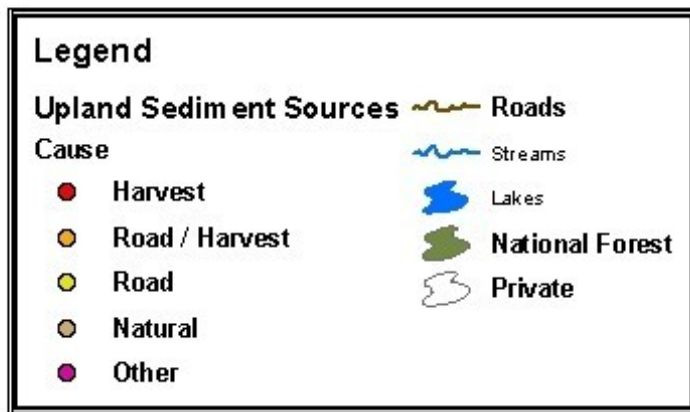 Legend
Upland Sediment Sources
Cause
Harvest
Road / Harvest
Road
Natural
Other
Roads
Streams
Lakes
National Forest
Private